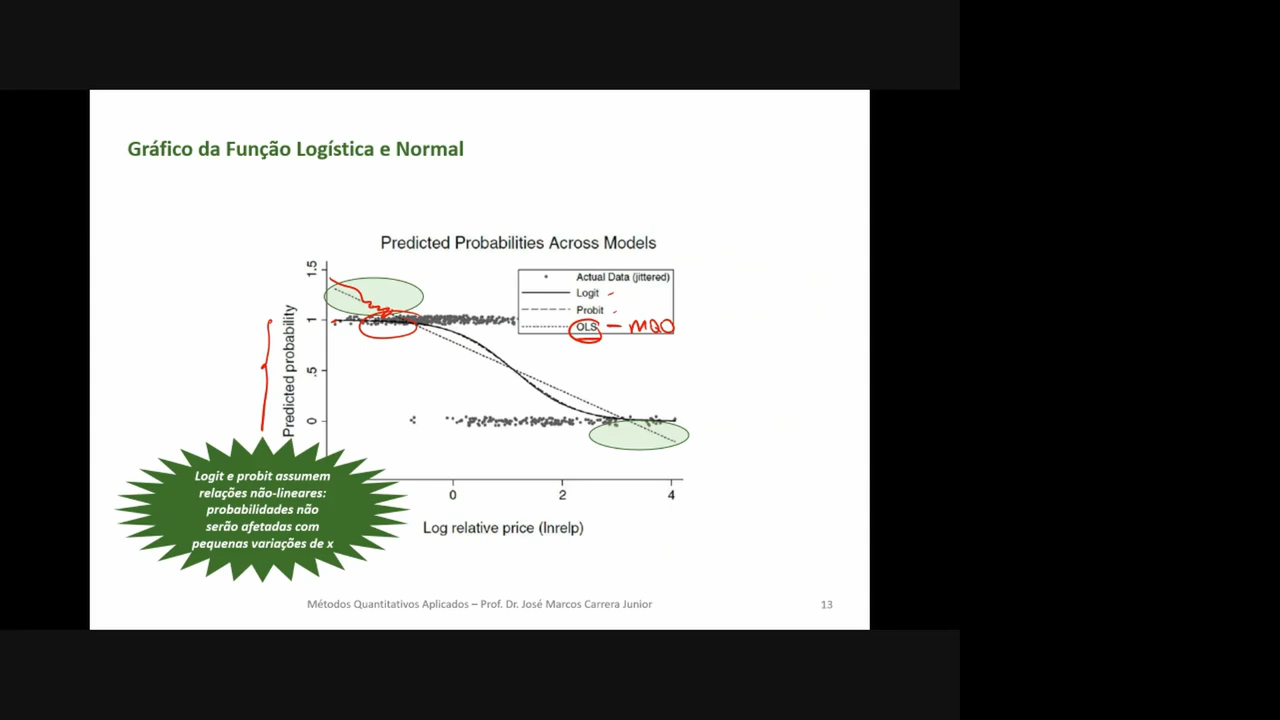 Gráfico da Função Logística e Normal
Predicted Probabilities Across Models
1.5
1
.5
0
Predicted probability
Actual Data (jittered)
Logit
Probit
OLS — MQO
0 2 4
Log relative price (lnrelp)
Logit e probit assumem
relações não-lineares:
probabilidades não
serão afetadas com
pequenas variações de x
Métodos Quantitativos Aplicados – Prof. Dr. José Marcos Carrera Junior
13